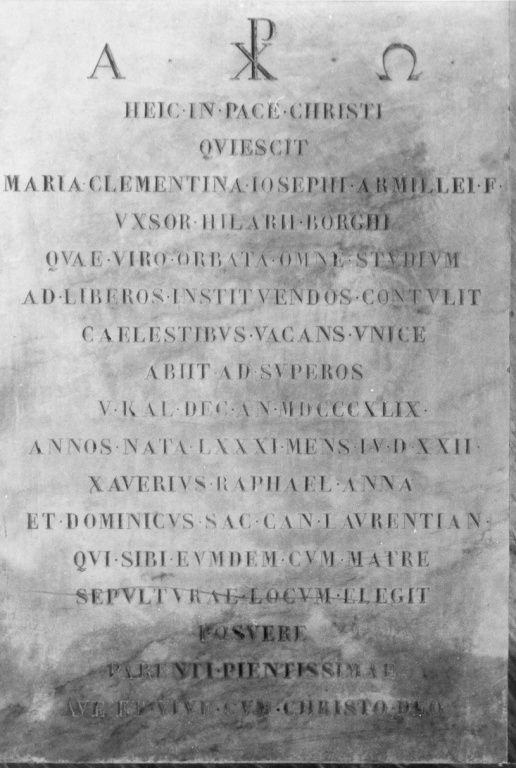 Α ☧ Ω
HEIC·IN·PACE·CHRISTI
QVIESCIT
MARIA·CLEMENTINA·IOSEPHI·ARMILLEI·F·
VXSOR·HILARII·BORGHI
QVAE·VIRO·ORBATA·OMNE·STVDIVM
AD·LIBEROS·INSTITVENDOS·CONTVLIT
CAELESTIBVS·VACANS·VNICE
ABIIT·AD·SVPEROS
V·KAL·DEC·AN·MDCCCXLIX·
ANNOS·NATA·LXXXI·MENS·IV·D·XXII·
XAVERIVS·RAPHAEL·ANNA
ET·DOMINICVS·SAC·CAN·LAVRENTIAN·
QVI·SIBI·EVMDEM·CVM·MATRE
SEPVLTVRAE·LOCVM·ELEGIT
POSVERE
PARENTI·PIENTISSIMAE
AVE·ET·VIVE·CVM·CHRISTO·DEO